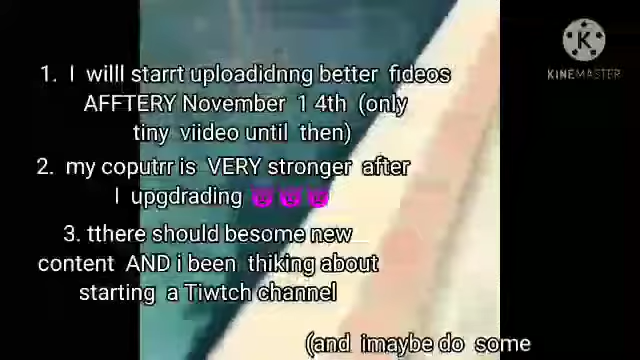 1. I willl starrt uploadidnng better fideos
AFFTERY November 1 4th (only
tiny viideo until then)
2. my coputrr is VERY stronger after
I upgdrading 😈😈😈
3. tthere should besome new
content AND i been thiking about
starting a Tiwtch channel
(and imaybe do some
KINEMASTER